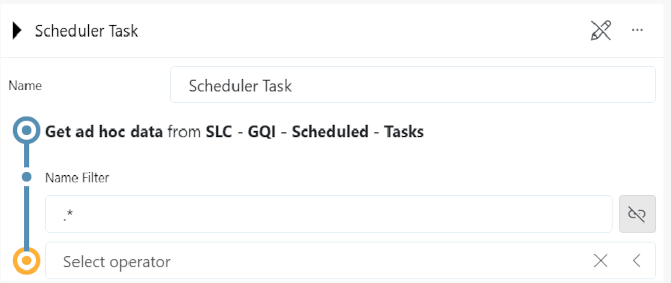 Scheduler Task
Name
Scheduler Task
Get ad hoc data from SLC - GQI - Scheduled - Tasks
Name Filter
.*
Select operator